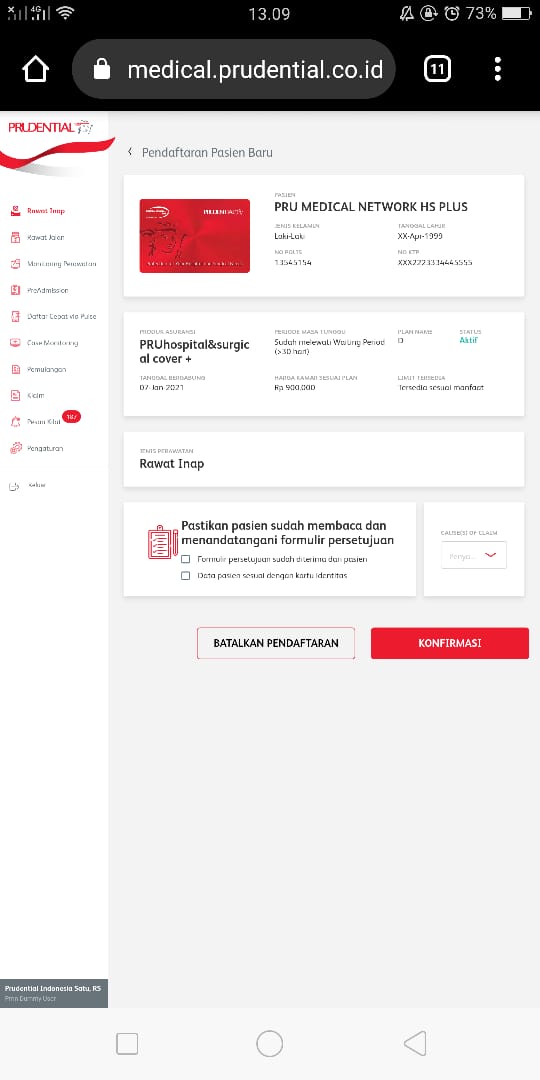 4G
13.09
73%
medical.prudential.co.id
11
PRUDENTIAL
Pendaftaran Pasien Baru
PRUDENTIAL
PASIEN
PRU MEDICAL NETWORK HS PLUS
JENIS KELAMIN
TANGGAL LAHIR
Laki-Laki
XX-Apr-1999
NO POLIS
NO KTP
13545154
XXX2223334445555
Rawat Inap
Rawat Jalan
Monitoring Perawatan
PreAdmission
Daftar Cepat via Pulse
Case Monitoring
Pemulangan
Klaim
Pesan Kilat
187
Pengaturan
Keluar
PRODUK ASURANSI
PERIODE MASA TUNGGU
PLAN NAME
STATUS
PRUhospital&surgic
al cover +
Sudah melewati Waiting Period
(>30 hari)
D
Aktif
TANGGAL BERGABUNG
HARGA KAMAR SESUAI PLAN
LIMIT TERSEDIA
07-Jan-2021
Rp 900,000
Tersedia sesuai manfaat
JENIS PERAWATAN
Rawat Inap
Pastikan pasien sudah membaca dan
menandatangani formulir persetujuan
Formulir persetujuan sudah diterima dari pasien
Data pasien sesuai dengan kartu identitas
CAUSE(S) OF CLAIM
Penya...
BATALKAN PENDAFTARAN
KONFIRMASI
Prudential Indonesia Satu, RS
Pmn Dummy User